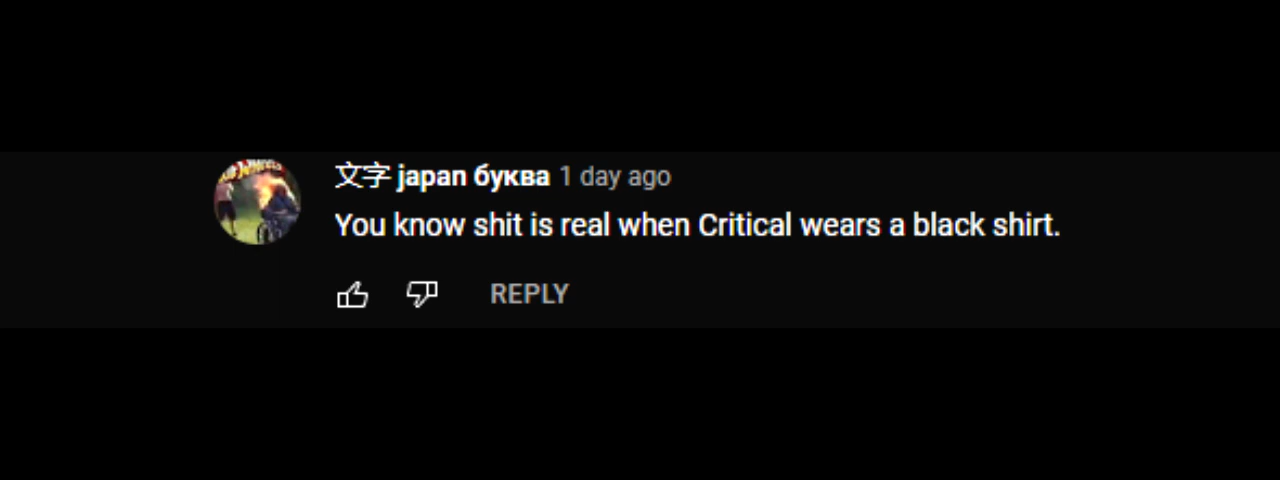 文字 japan буква 1 day ago
You know shit is real when Critical wears a black shirt.
REPLY